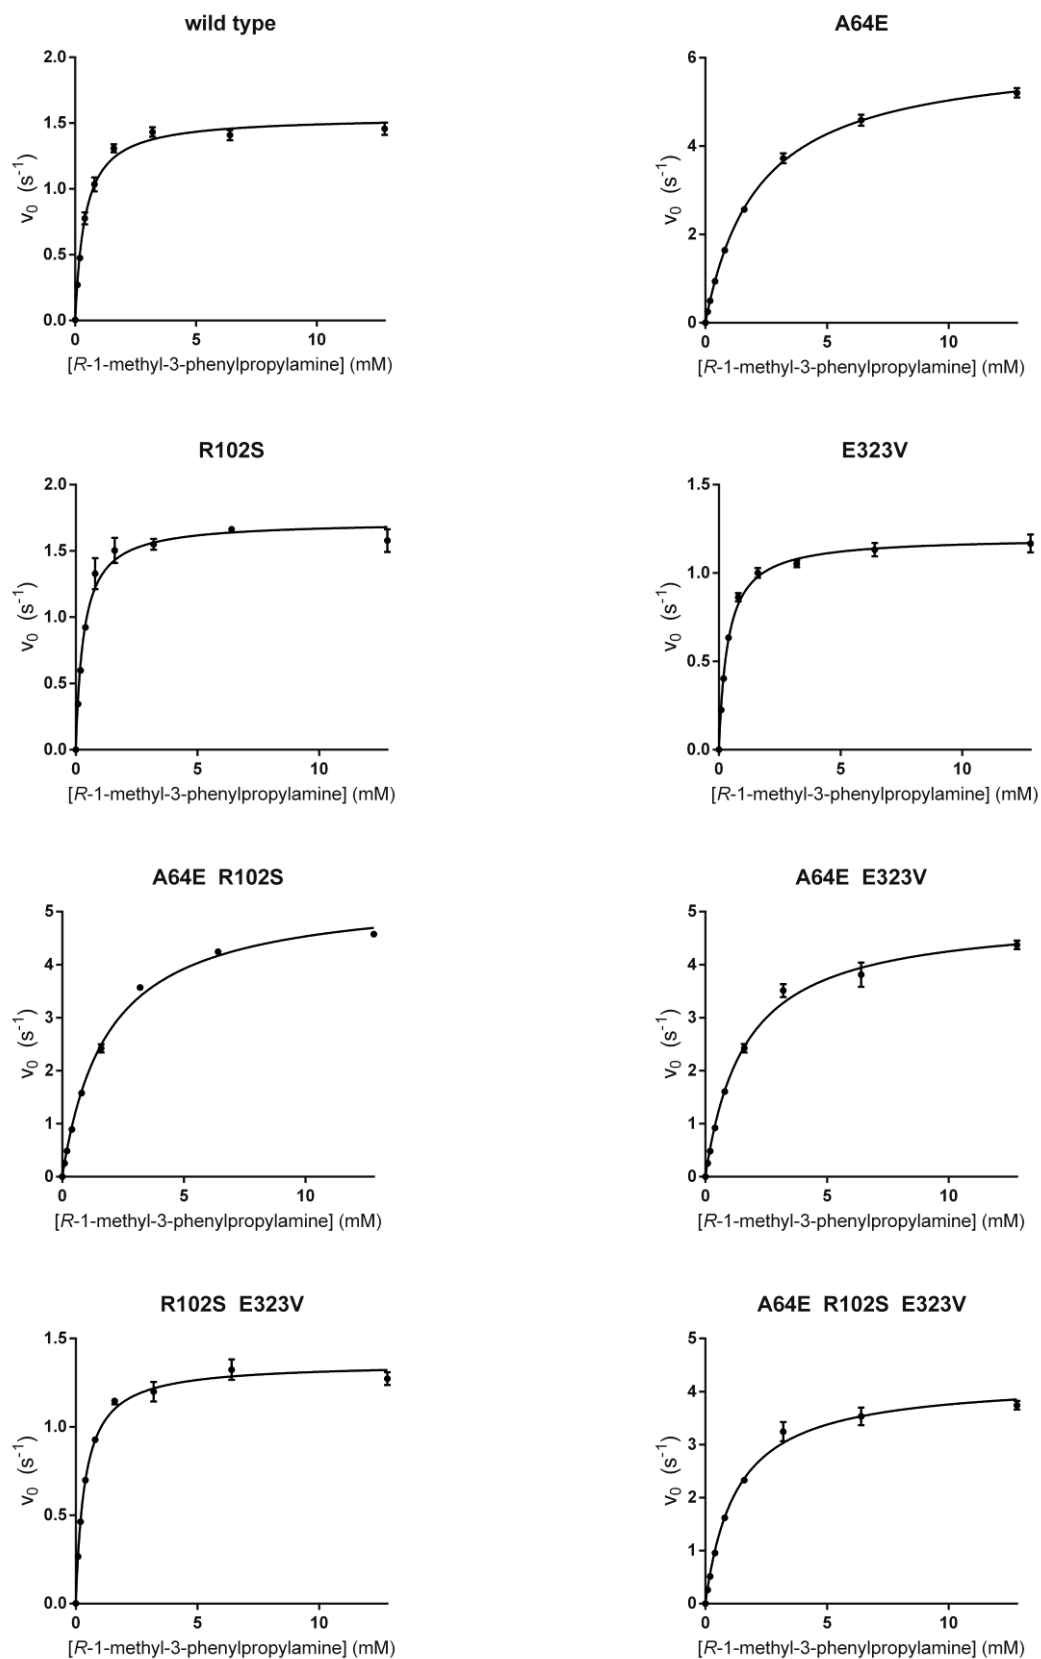 wild type
2.0
1.5
1.0
0.5
0.0
v0 (s-1)
0 5 10
[R-1-methyl-3-phenylpropylamine] (mM)
A64E
6
4
2
0
v0 (s-1)
0 5 10
[R-1-methyl-3-phenylpropylamine] (mM)
R102S
2.0
1.5
1.0
0.5
0.0
v0 (s-1)
0 5 10
[R-1-methyl-3-phenylpropylamine] (mM)
E323V
1.5
1.0
0.5
0.0
v0 (s-1)
0 5 10
[R-1-methyl-3-phenylpropylamine] (mM)
A64E R102S
5
4
3
2
1
0
v0 (s-1)
0 5 10
[R-1-methyl-3-phenylpropylamine] (mM)
A64E E323V
5
4
3
2
1
0
v0 (s-1)
0 5 10
[R-1-methyl-3-phenylpropylamine] (mM)
R102S E323V
1.5
1.0
0.5
0.0
v0 (s-1)
0 5 10
[R-1-methyl-3-phenylpropylamine] (mM)
A64E R102S E323V
5
4
3
2
1
0
v0 (s-1)
0 5 10
[R-1-methyl-3-phenylpropylamine] (mM)